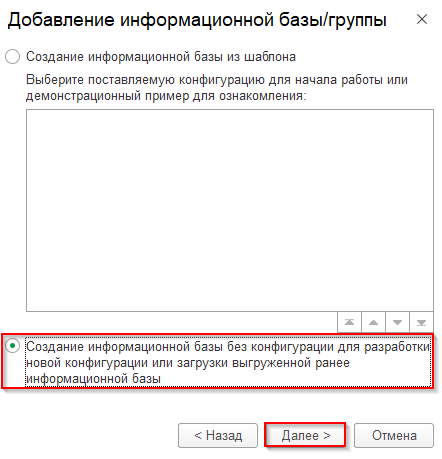 Добавление информационной базы/группы
Создание информационной базы из шаблона
Выберите поставляемую конфигурацию для начала работы или
демонстрационный пример для ознакомления:
Создание информационной базы без конфигурации для разработки
новой конфигурации или загрузки выгруженной ранее
информационной базы
< Назад Далее > Отмена